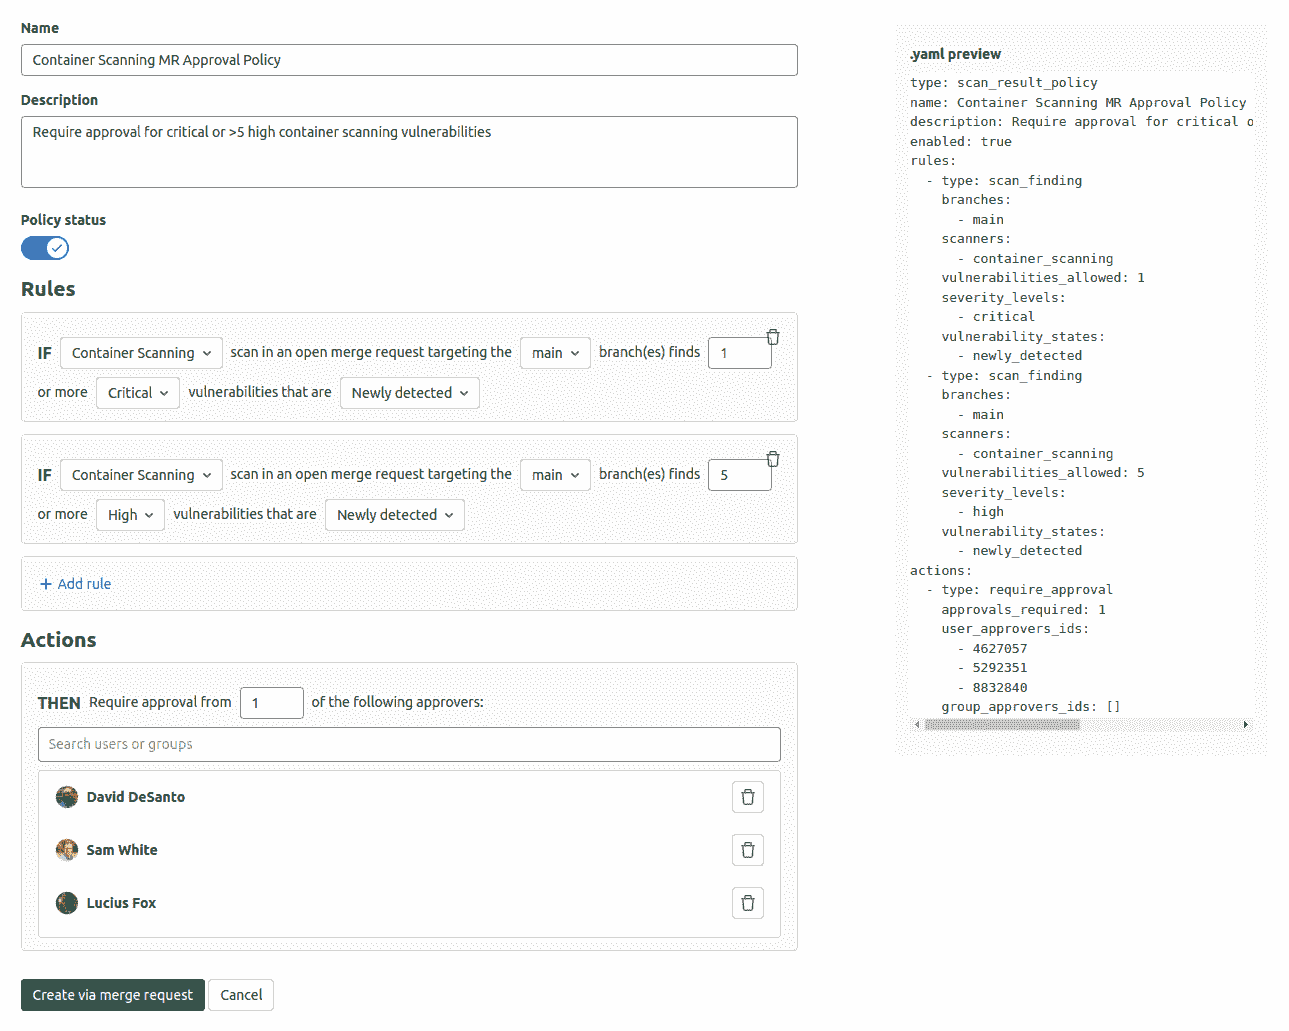 Name
Container Scanning MR Approval Policy
Description
Require approval for critical or >5 high container scanning vulnerabilities
Policy status
Rules
IF Container Scanning scan in an open merge request targeting the main branch(es) finds 1
or more Critical vulnerabilities that are Newly detected
IF Container Scanning scan in an open merge request targeting the main branch(es) finds 5
or more High vulnerabilities that are Newly detected
+ Add rule
Actions
THEN Require approval from 1 of the following approvers:
Search users or groups
David DeSanto
Sam White
Lucius Fox
Create via merge request Cancel
.yaml preview
type: scan_result_policy
name: Container Scanning MR Approval Policy
description: Require approval for critical o
enabled: true
rules:
- type: scan_finding
branches:
- main
scanners:
- container_scanning
vulnerabilities_allowed: 1
severity_levels:
- critical
vulnerability_states:
- newly_detected
- type: scan_finding
branches:
- main
scanners:
- container_scanning
vulnerabilities_allowed: 5
severity_levels:
- high
vulnerability_states:
- newly_detected
actions:
- type: require_approval
approvals_required: 1
user_approvers_ids:
- 4627057
- 5292351
- 8832840
group_approvers_ids: []